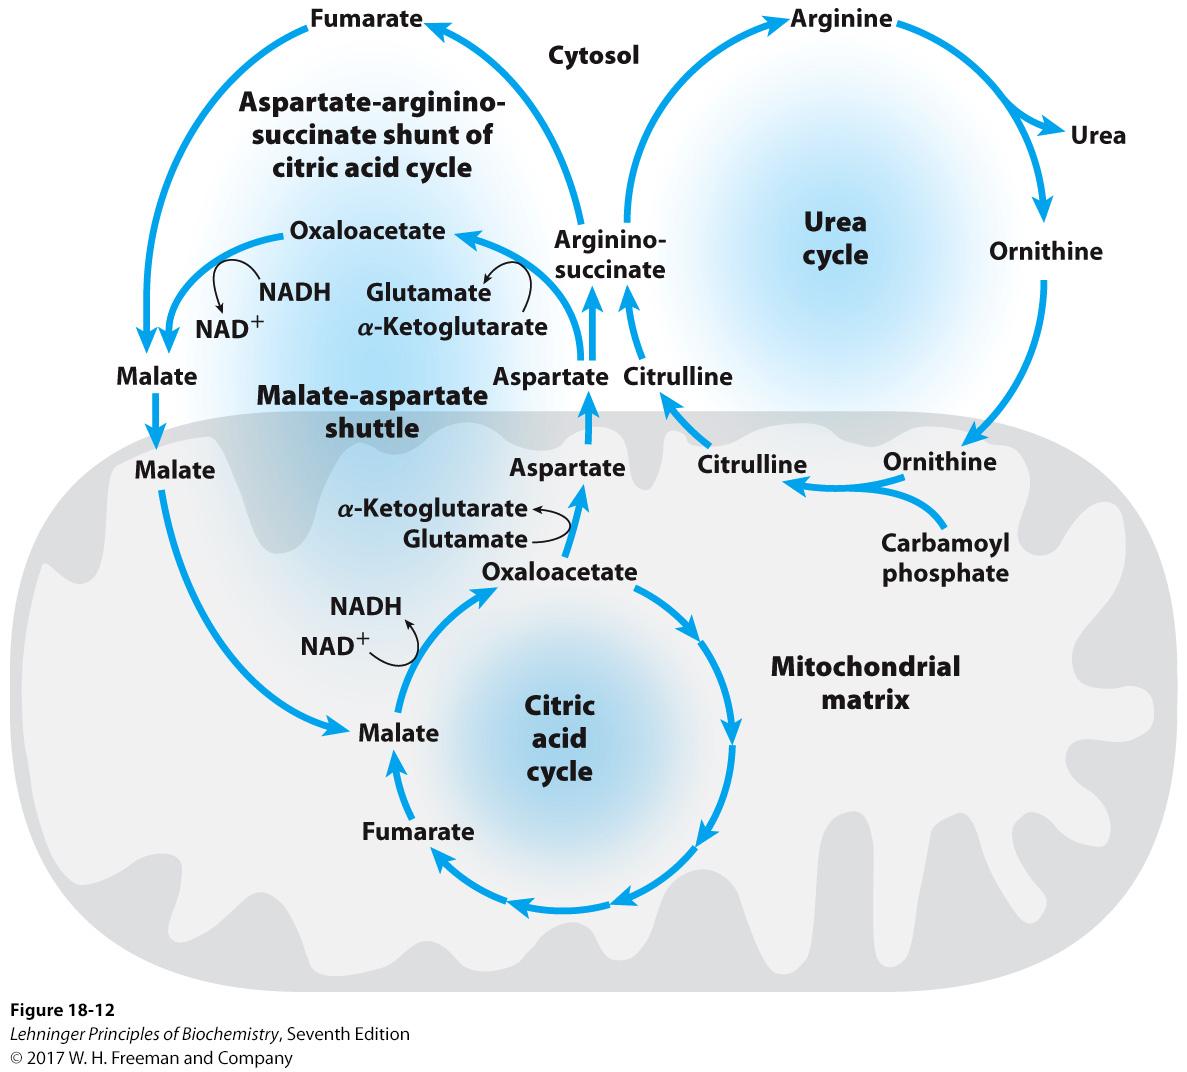 Fumarate
Cytosol
Arginine
Aspartate-arginino-
succinate shunt of
citric acid cycle
Urea
Oxaloacetate
Arginino-
succinate
Urea
cycle
Ornithine
NADH
NAD+
Glutamate
α-Ketoglutarate
Malate
Aspartate
Citrulline
Malate-aspartate
shuttle
Malate
Aspartate
Citrulline
Ornithine
α-Ketoglutarate
Glutamate
Carbamoyl
phosphate
Oxaloacetate
NADH
NAD+
Mitochondrial
matrix
Citric
acid
cycle
Malate
Fumarate
Figure 18-12
Lehninger Principles of Biochemistry, Seventh Edition
© 2017 W. H. Freeman and Company